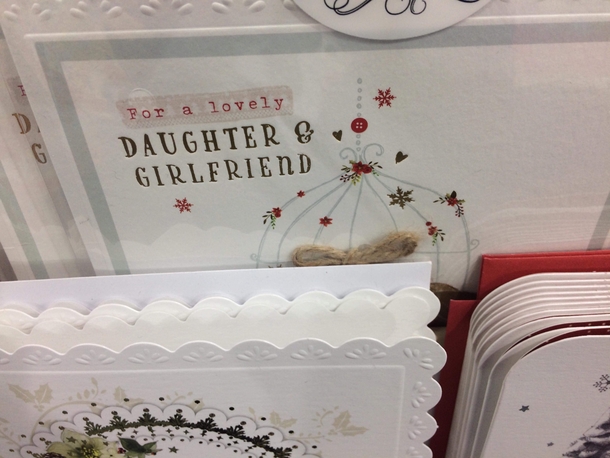 For a lovely
DAUGHTER &
GIRLFRIEND